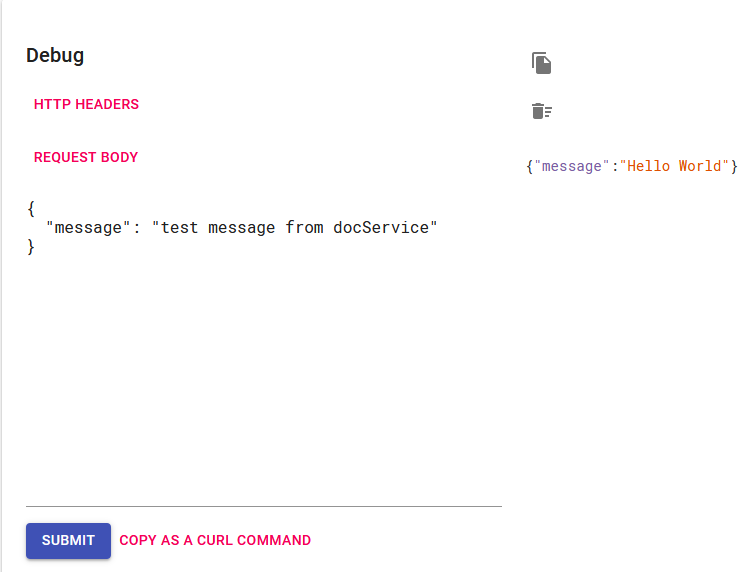 Debug
HTTP HEADERS
REQUEST BODY
{
  "message": "test message from docService"
}
SUBMIT
COPY AS A CURL COMMAND
{"message":"Hello World"}